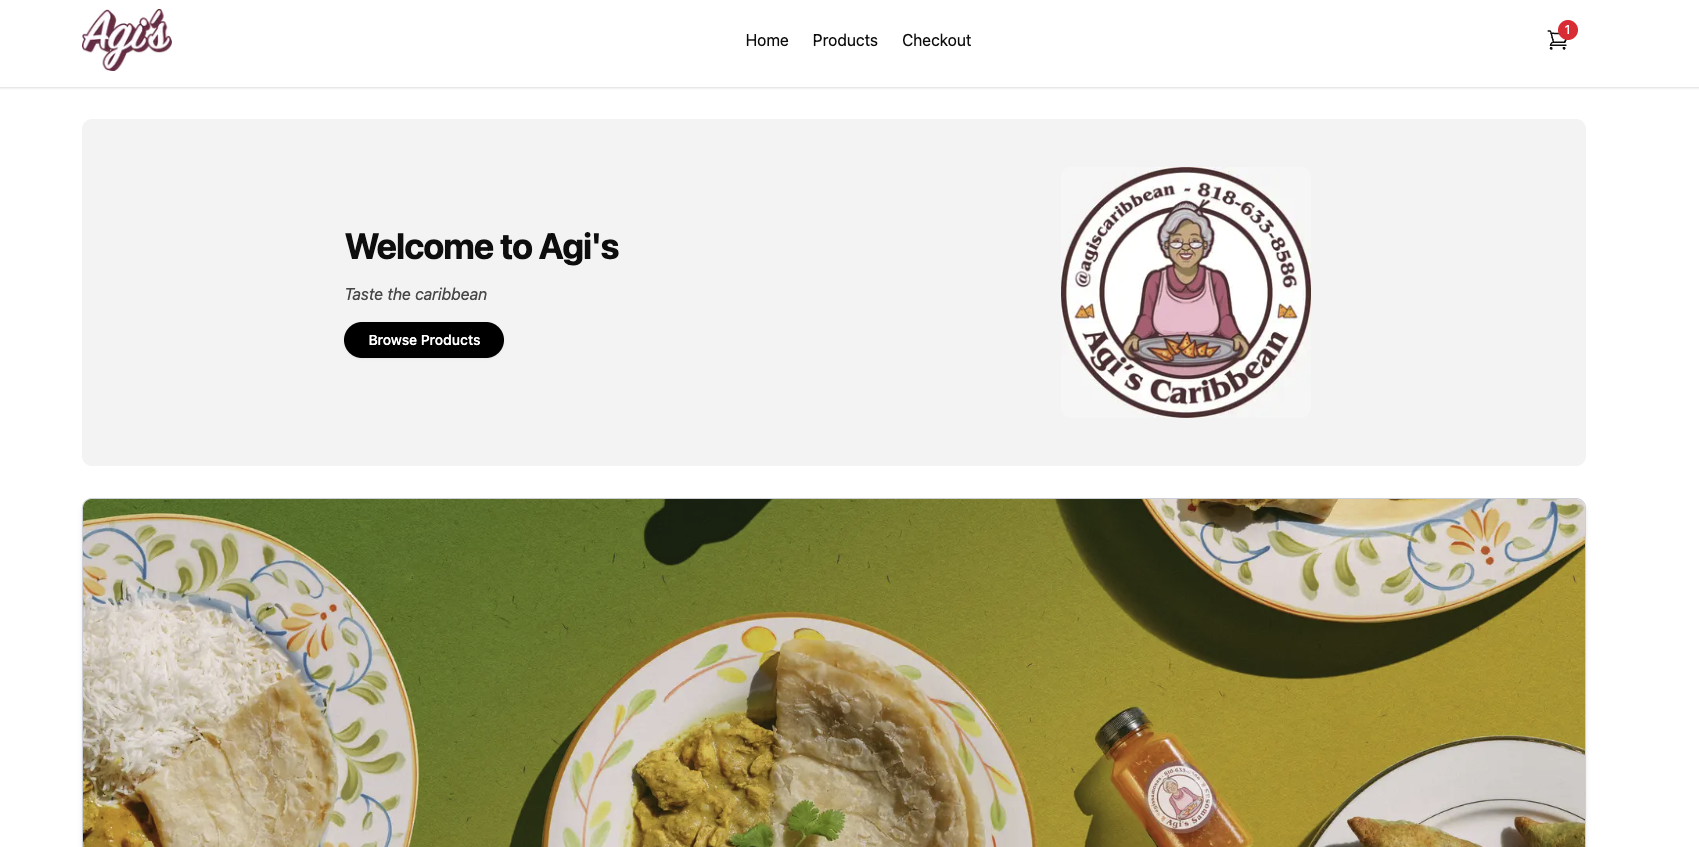 Agi's
Home Products Checkout
1
Welcome to Agi's
Taste the caribbean
Browse Products
@agiscaribbean - 818-633-8586
Agi's Caribbean
Agi's